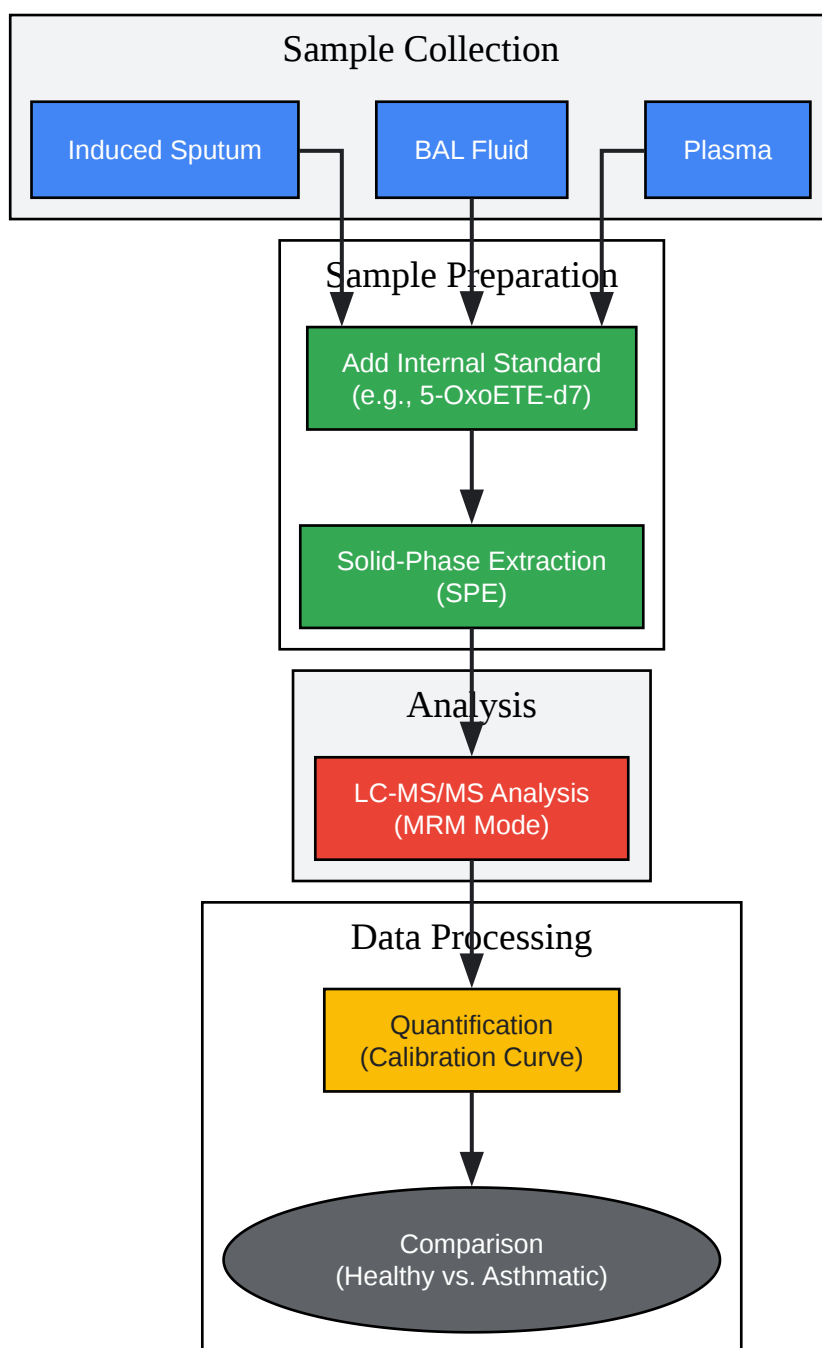 Sample Collection
Induced Sputum
BAL Fluid
Plasma
Sample Preparation
Add Internal Standard
(e.g., 5-OxoETE-d7)
Solid-Phase Extraction
(SPE)
Analysis
LC-MS/MS Analysis
(MRM Mode)
Data Processing
Quantification
(Calibration Curve)
Comparison
(Healthy vs. Asthmatic)